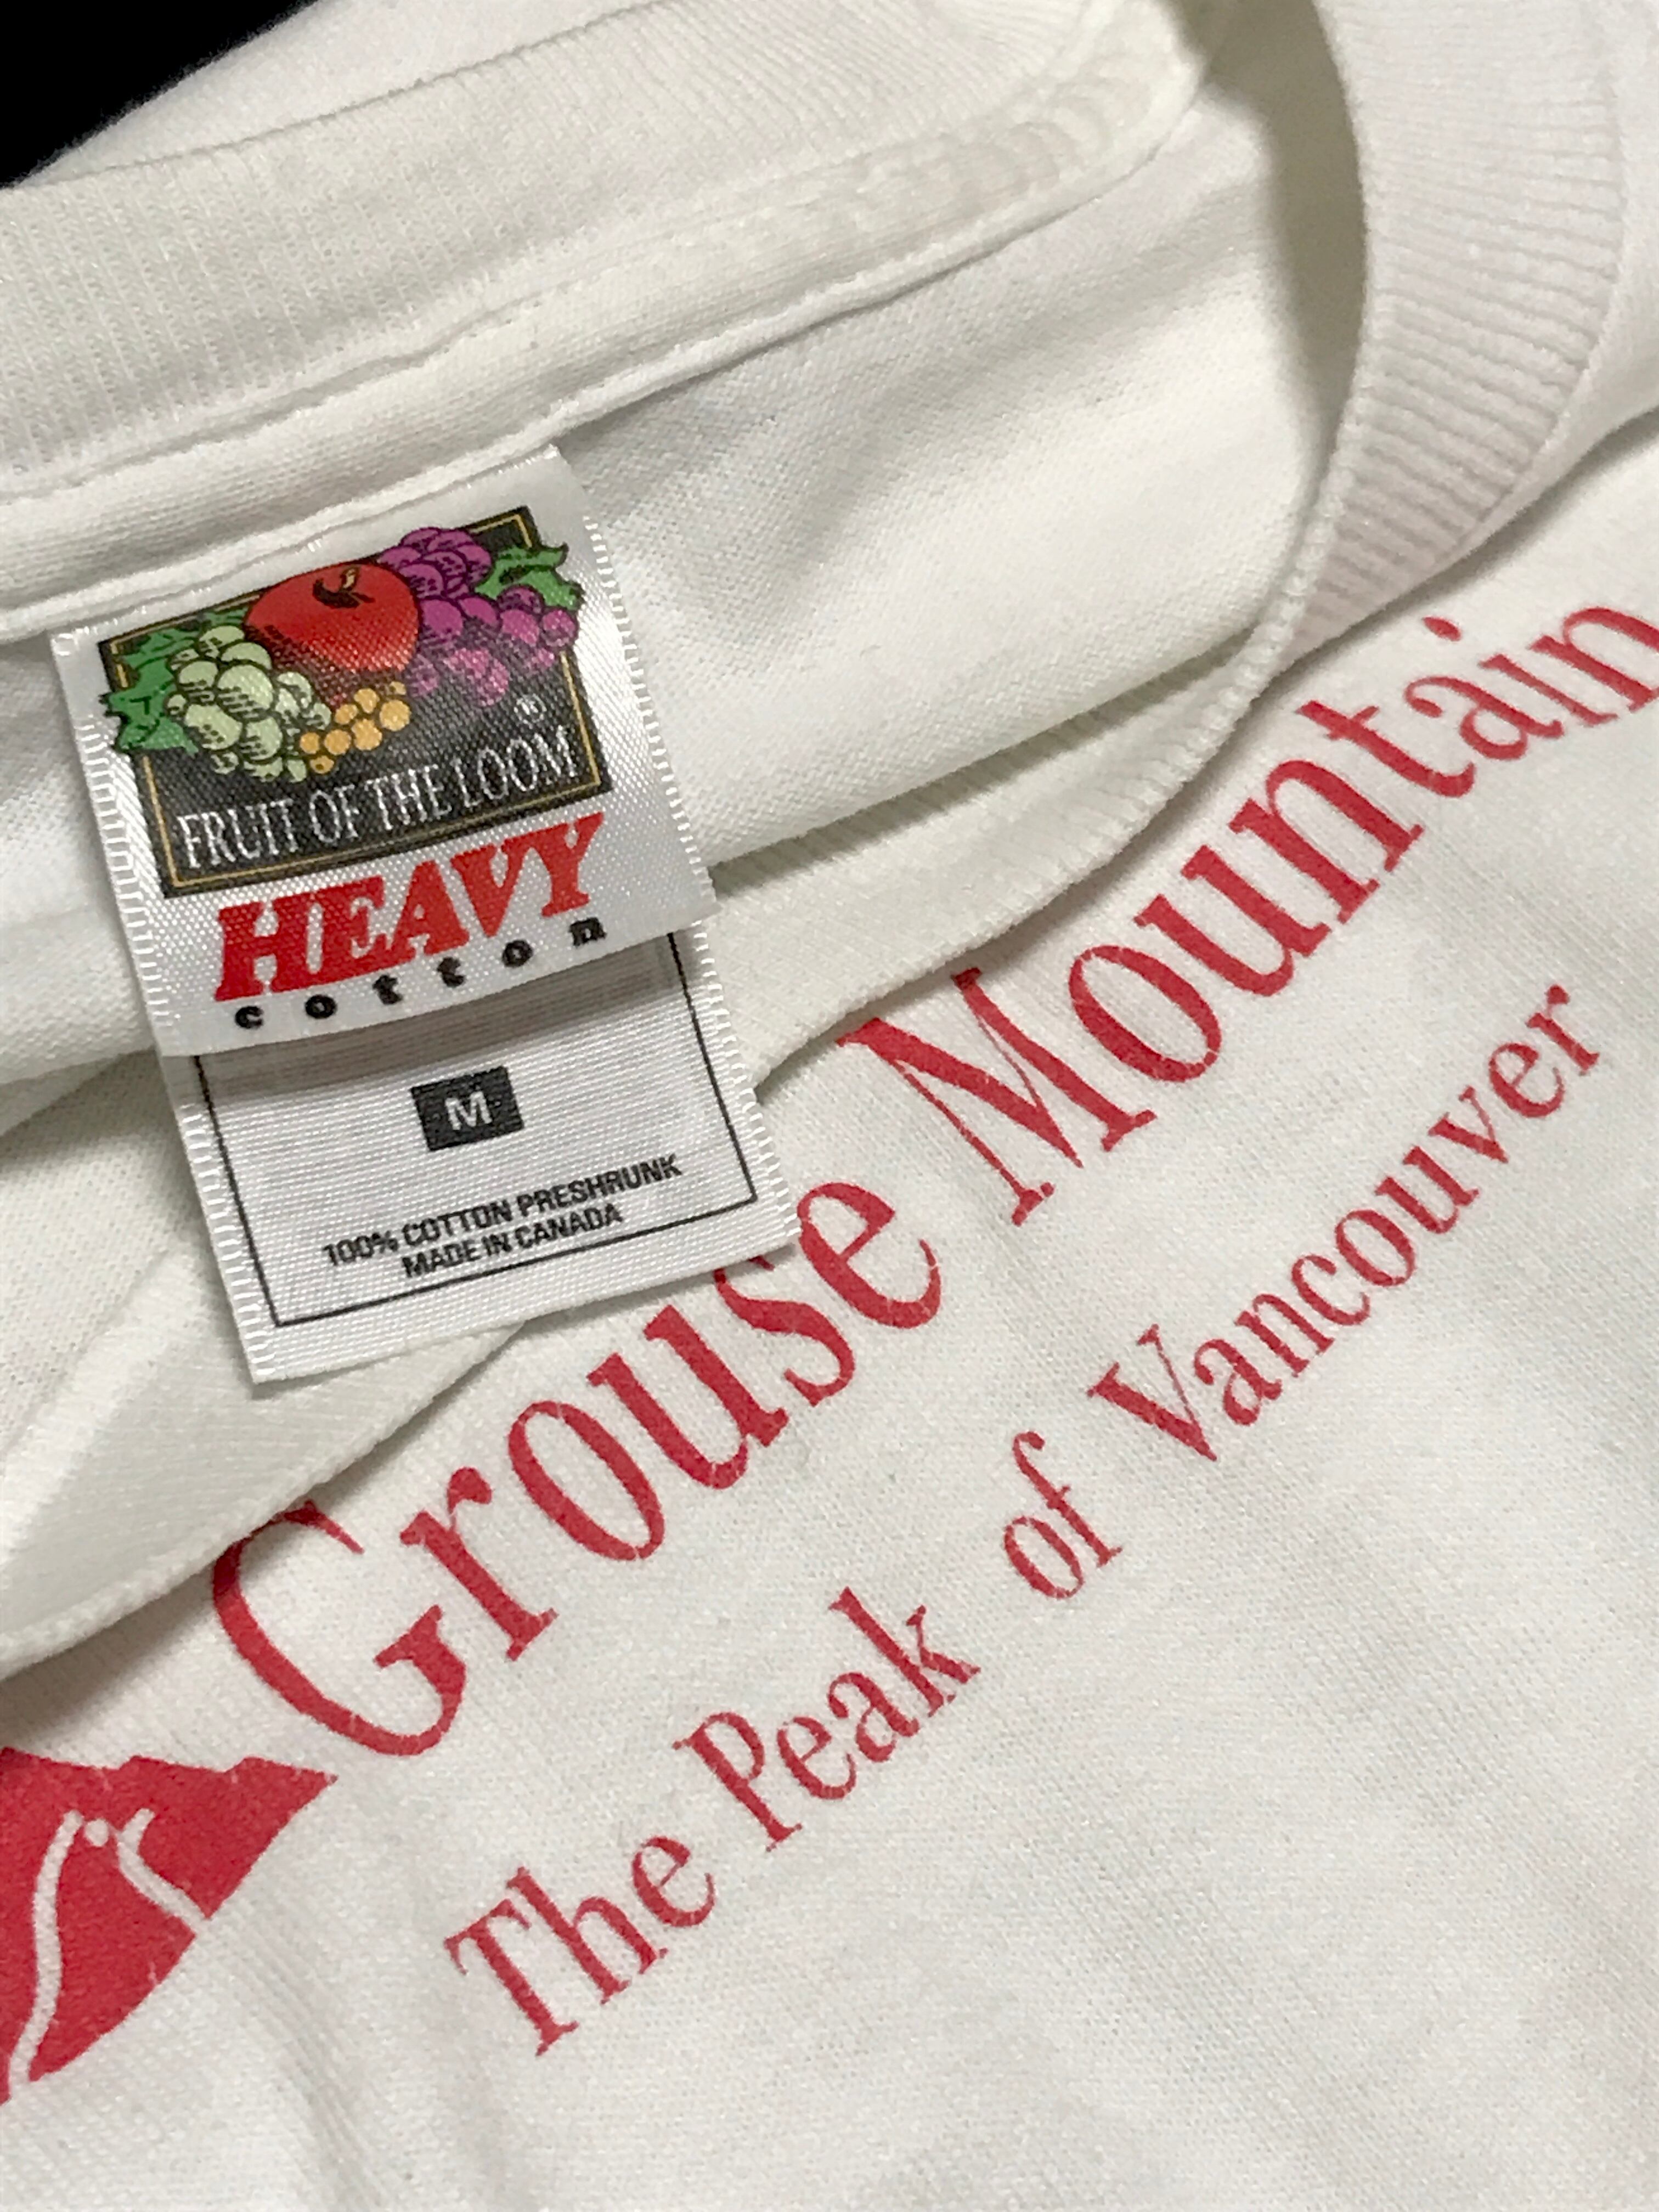 ®
FRUIT OF THE LOOM
HEAVY
cotton
M
100% COTTON PRESHRUNK
MADE IN CANADA
Grouse Mountain
The Peak of Vancouver